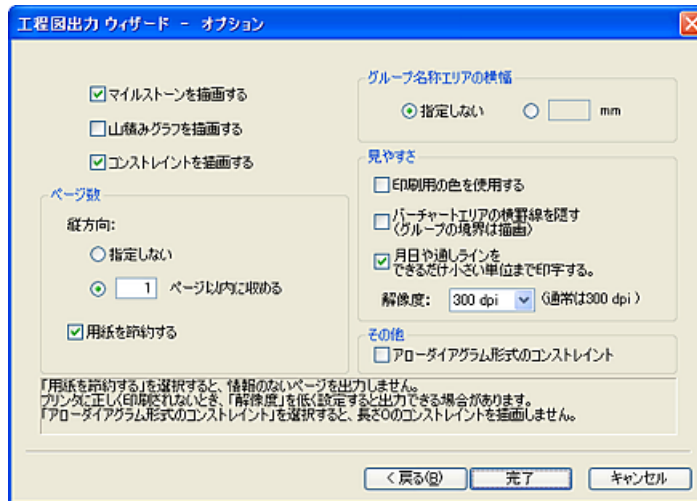 工程図出力 ウィザード － オプション
マイルストーンを描画する
山積みグラフを描画する
コンストレイントを描画する
ページ数
縦方向:
指定しない
1 ページ以内に収める
用紙を節約する
グループ名称エリアの横幅
指定しない
mm
見やすさ
印刷用の色を使用する
バーチャートエリアの横罫線を隠す
(グループの境界は描画)
月日や通しラインを
できるだけ小さい単位まで印字する。
解像度: 300 dpi (通常は300 dpi )
その他
アローダイアグラム形式のコンストレイント
「用紙を節約する」を選択すると、情報のないページを出力しません。
プリンタに正しく印刷されないとき、「解像度」を低く設定すると出力できる場合があります。
「アローダイアグラム形式のコンストレイント」を選択すると、長さ0のコンストレイントを描画しません。
< 戻る(B) 完了 キャンセル